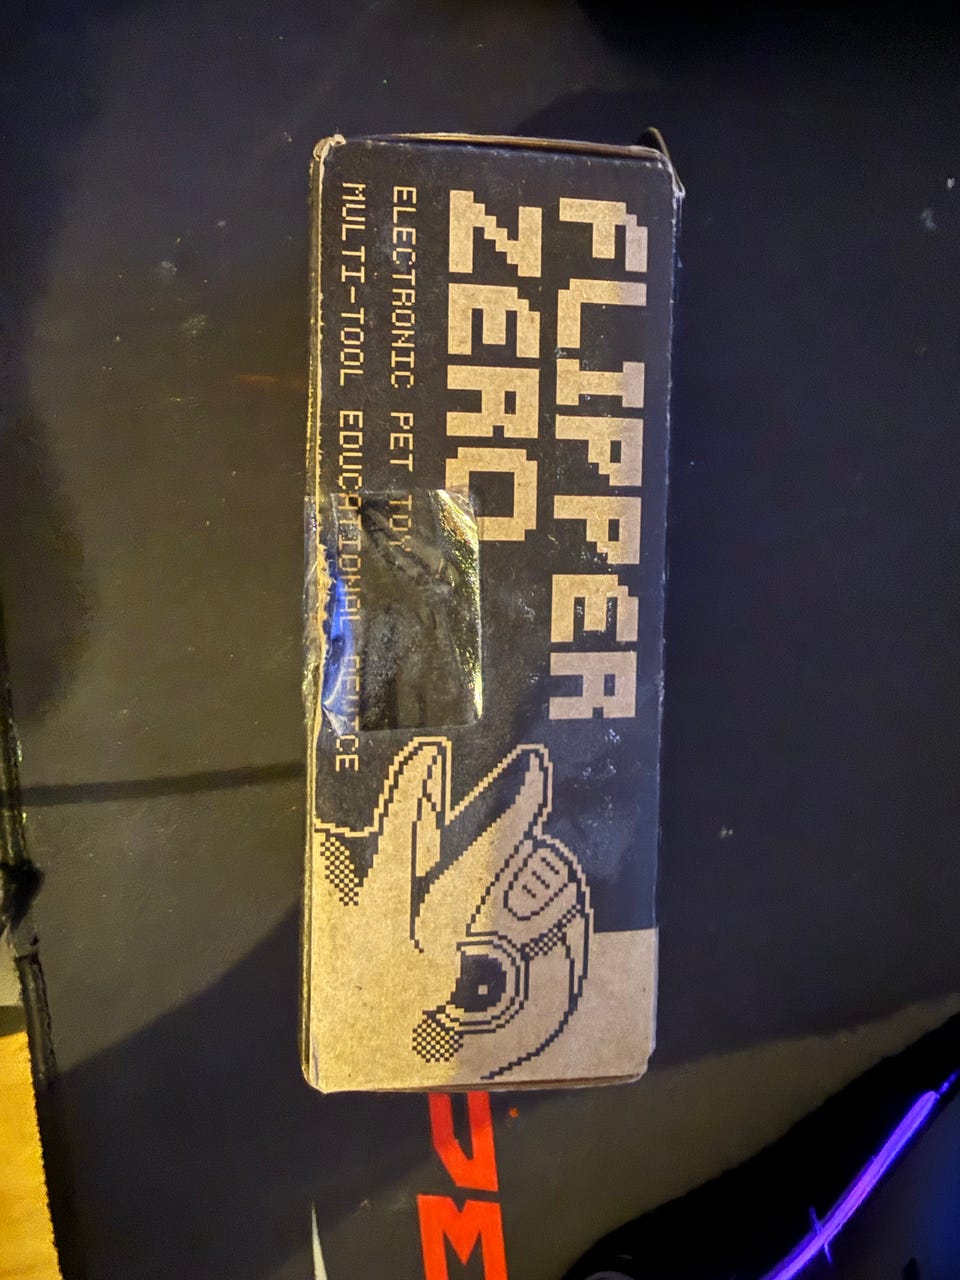 FLIPPER
ZERO
ELECTRONIC PET TOY
MULTI-TOOL EDUCATIONAL DEVICE